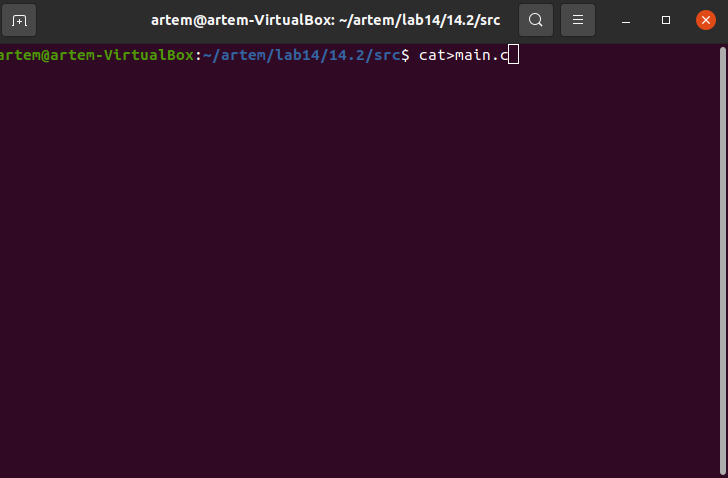 artem@artem-VirtualBox: ~/artem/lab14/14.2/src
artem@artem-VirtualBox:~/artem/lab14/14.2/src$ cat>main.c